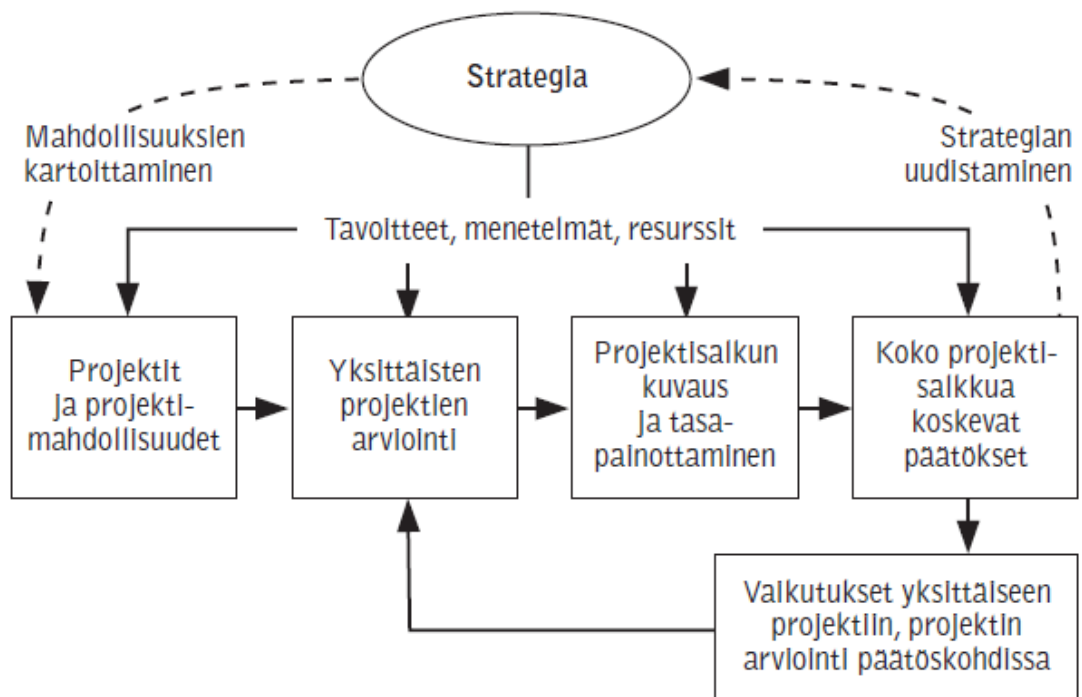 Strategia
Mahdollisuuksien
kartoittaminen
Strategian
uudistaminen
Tavoitteet, menetelmät, resurssit
Projektit
ja projekti-
mahdollisuudet
Yksittäisten
projektien
arviointi
Projektisalkun
kuvaus
ja tasa-
painottaminen
Koko projekti-
salkkua
koskevat
päätökset
Vaikutukset yksittäiseen
projektiin, projektin
arviointi päätöskohdissa